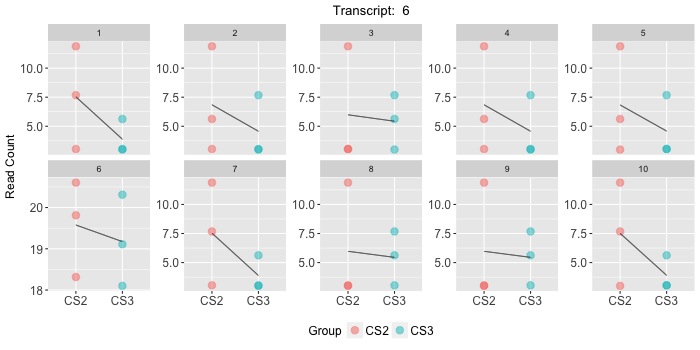 Transcript: 6
1 2 3 4 5
10.0 10.0 10.0 10.0 10.0
7.5 7.5 7.5 7.5 7.5
5.0 5.0 5.0 5.0 5.0
Read Count
6 7 8 9 10
20 10.0 10.0 10.0 10.0
19 7.5 7.5 7.5 7.5
18 5.0 5.0 5.0 5.0
CS2 CS3 CS2 CS3 CS2 CS3 CS2 CS3 CS2 CS3
Group CS2 CS3